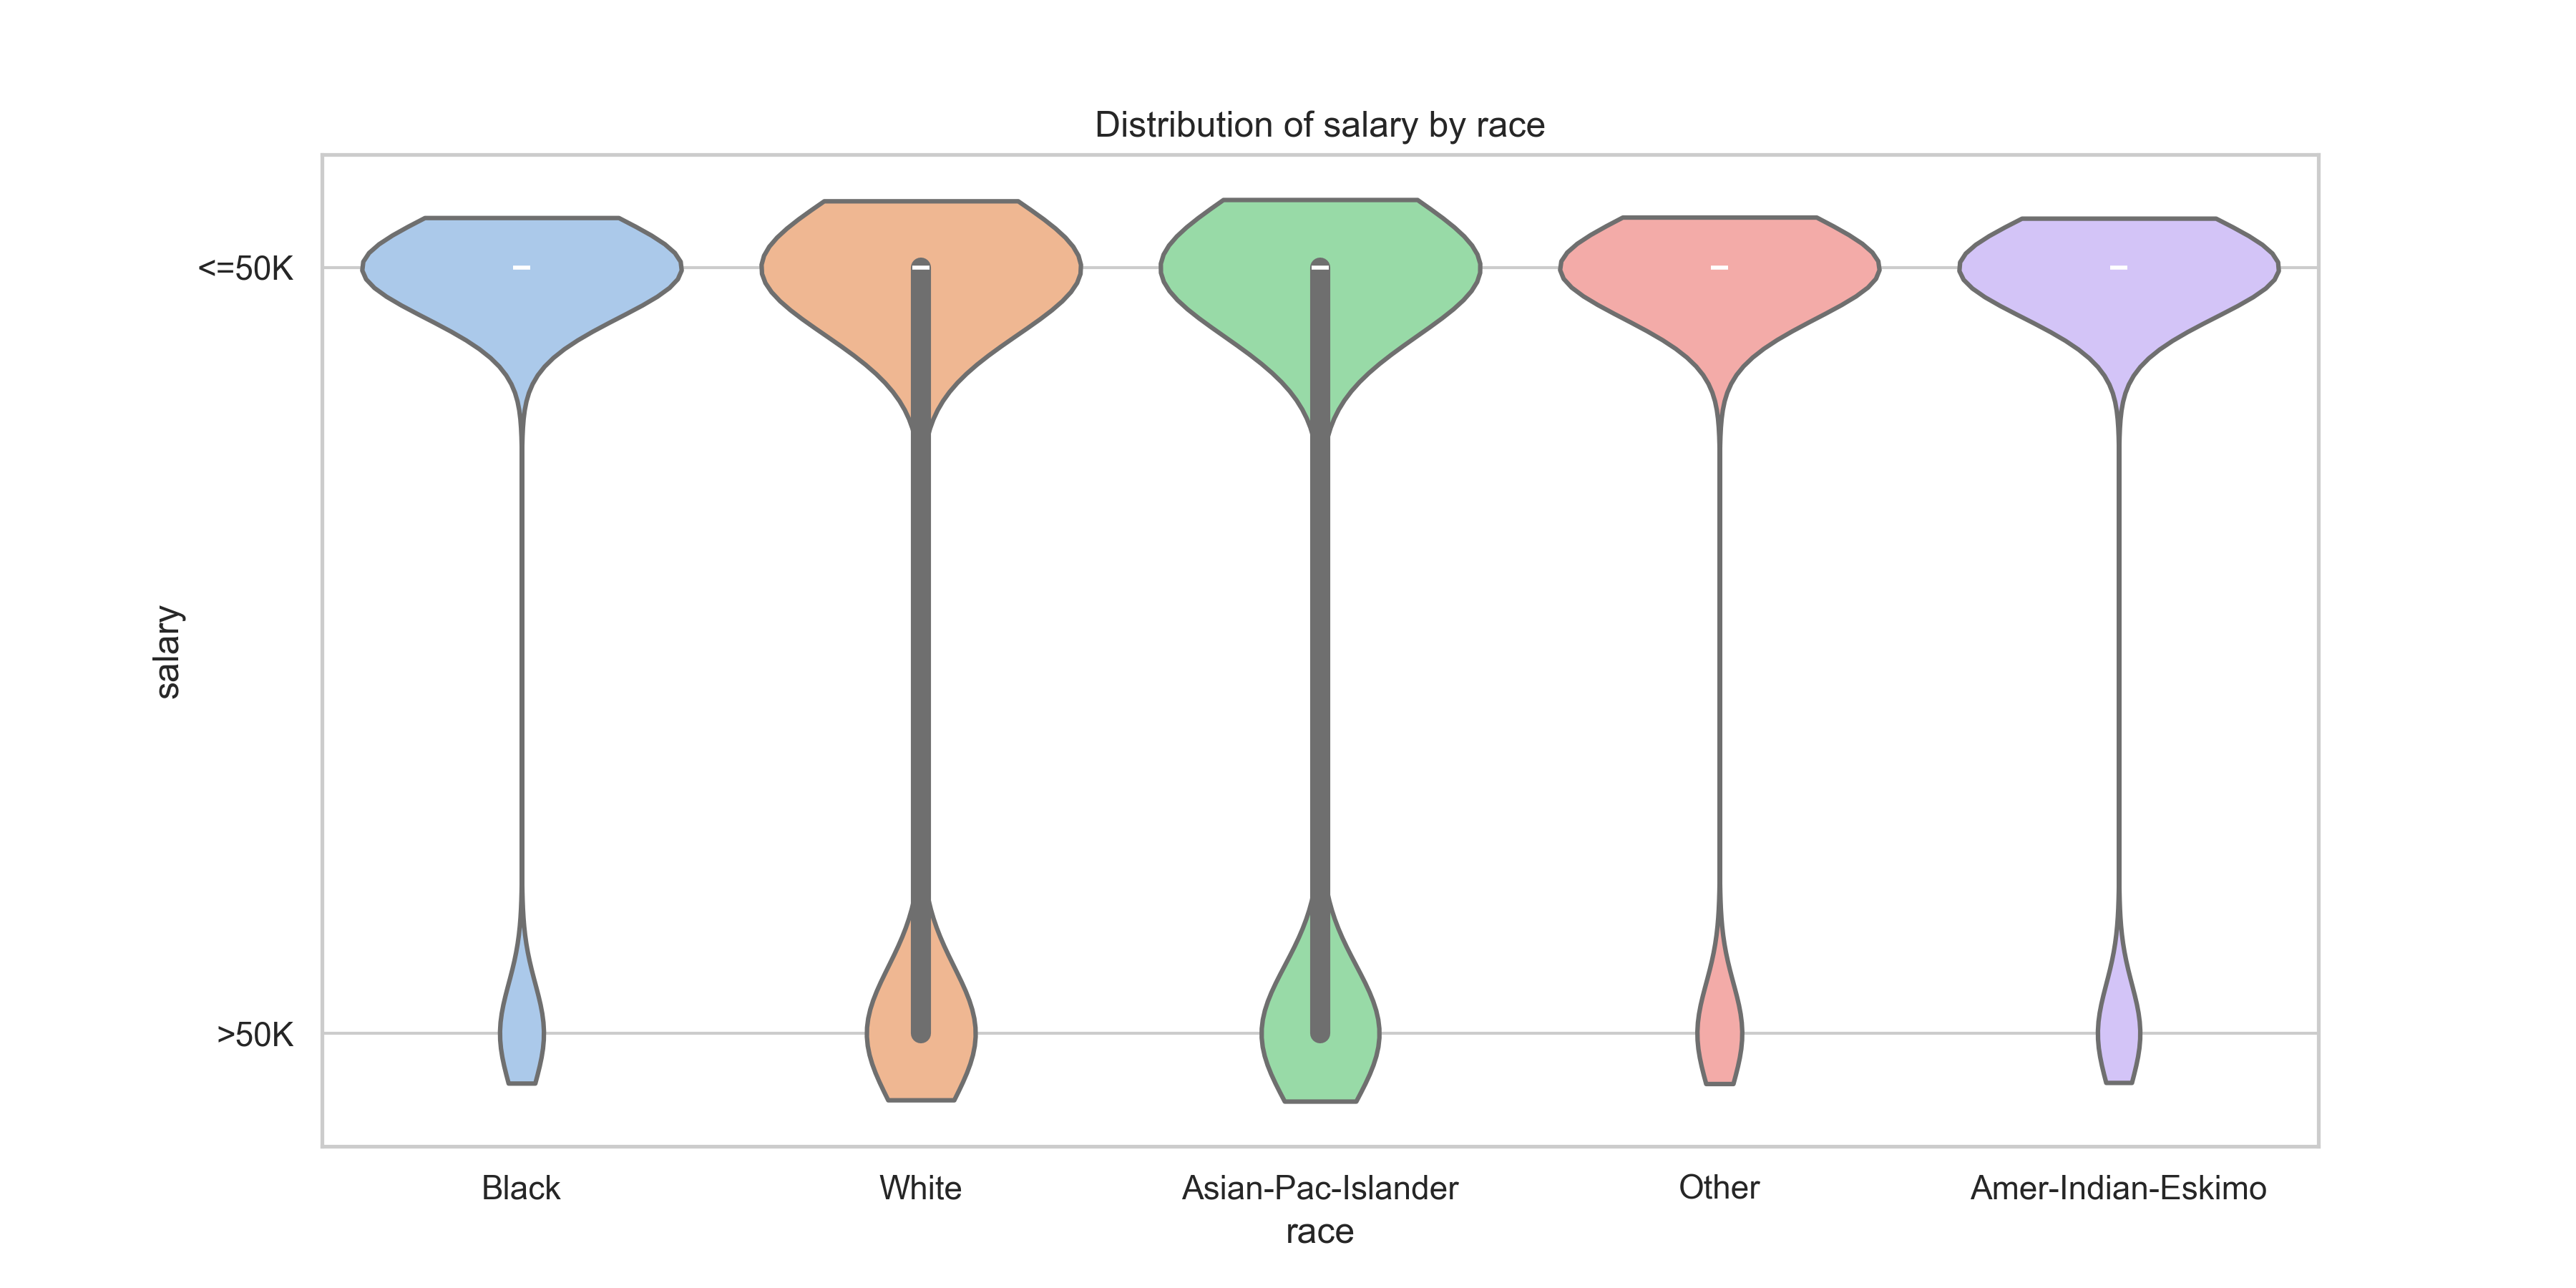 Distribution of salary by race
<=50K
salary
>50K
Black
White
Asian-Pac-Islander
Other
Amer-Indian-Eskimo
race